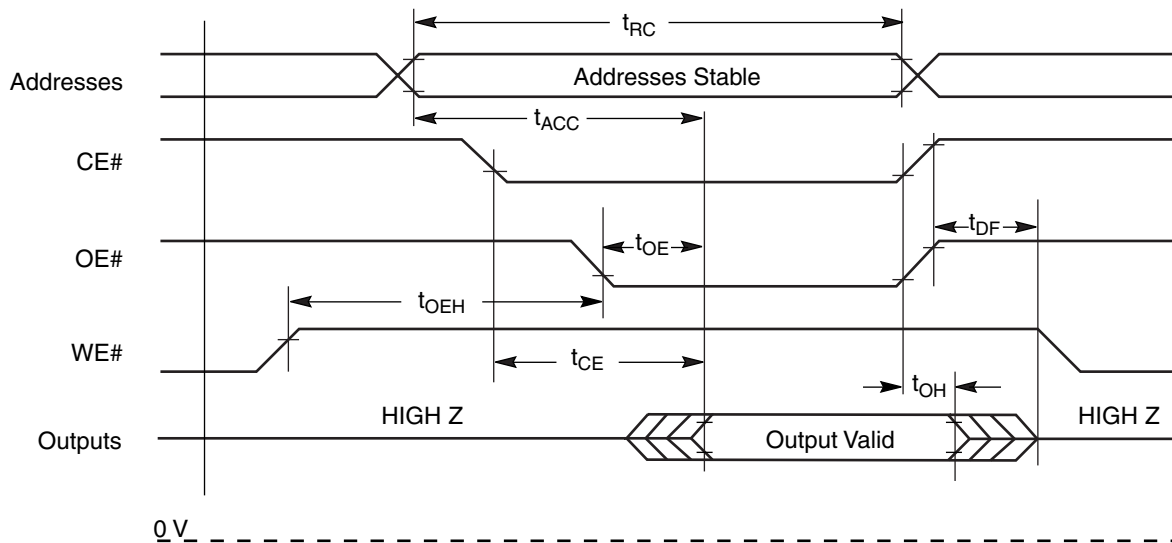 tRC
Addresses
Addresses Stable
tACC
CE#
tDF
OE#
tOE
tOEH
WE#
tCE
tOH
HIGH Z
HIGH Z
Outputs
Output Valid
0 V